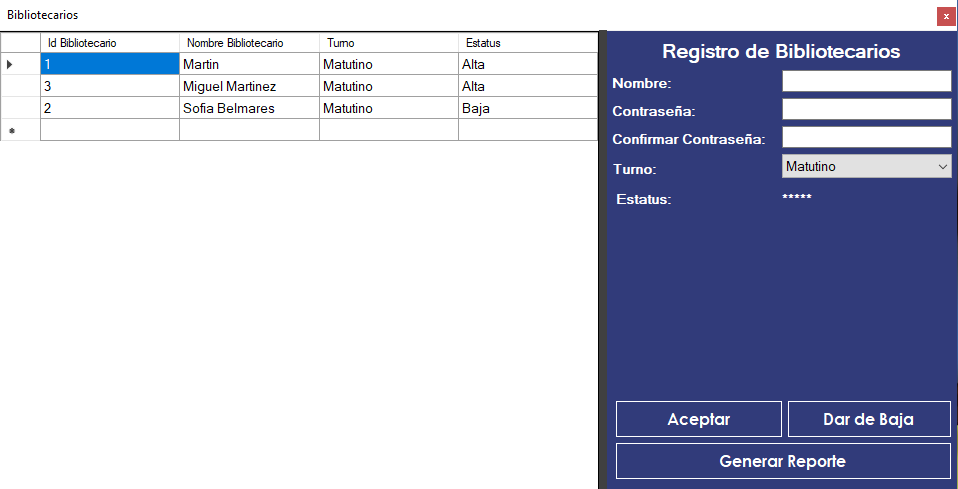 Bibliotecarios
x
Id Bibliotecario Nombre Bibliotecario Turno Estatus
1 Martin Matutino Alta
3 Miguel Martinez Matutino Alta
2 Sofia Belmares Matutino Baja
*
Registro de Bibliotecarios
Nombre:
Contraseña:
Confirmar Contraseña:
Turno: Matutino
Estatus: *****
Aceptar Dar de Baja
Generar Reporte